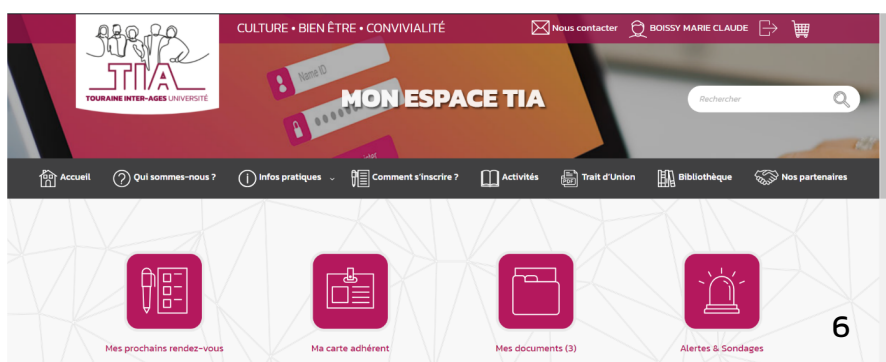 CULTURE • BIEN ÊTRE • CONVIVIALITÉ
Nous contacter
BOISSY MARIE CLAUDE
TIA
TOURAINE INTER-AGES UNIVERSITÉ
Name ID
MON ESPACE TIA
Rechercher
Accueil
Qui sommes-nous ?
Infos pratiques
Comment s'inscrire ?
Activités
PDF
Trait d'Union
Bibliothèque
Nos partenaires
Mes prochains rendez-vous
Ma carte adhérent
Mes documents (3)
Alertes & Sondages
6